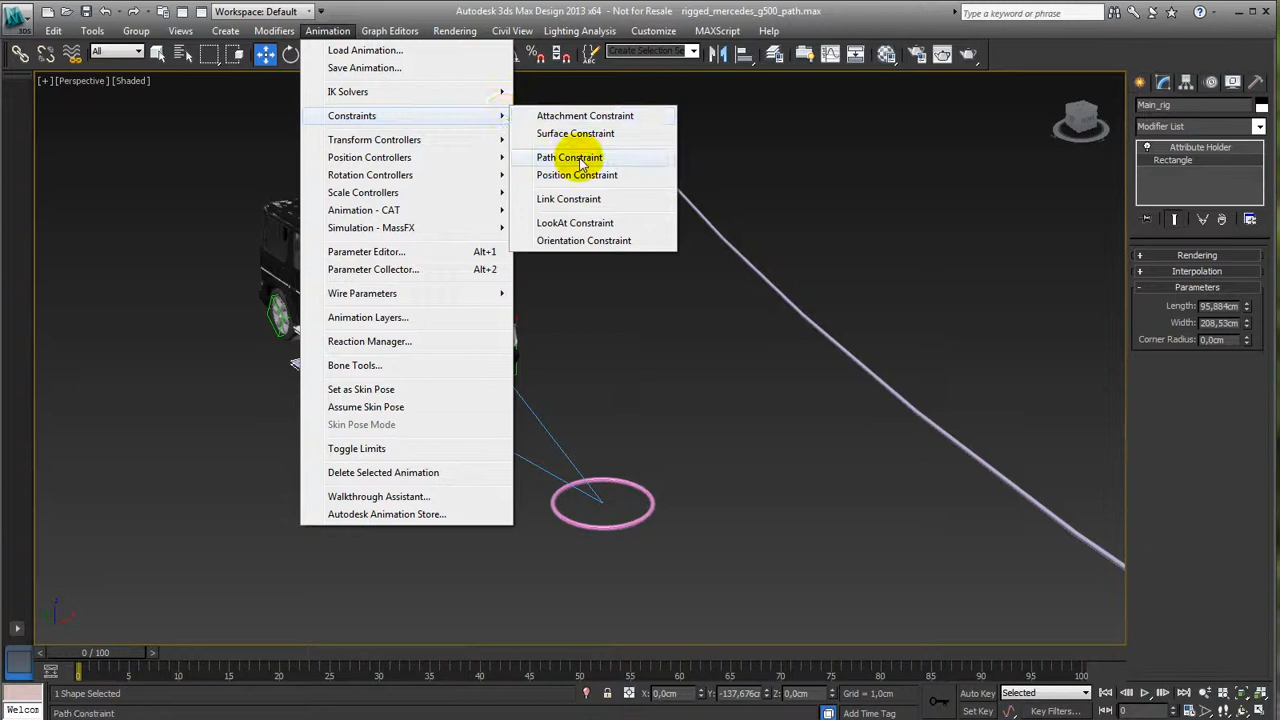 Workspace: Default
Autodesk 3ds Max Design 2013 x64 - Not for Resale rigged_mercedes_g500_path.max
Type a keyword or phrase
3DS
Edit Tools Group Views Create Modifiers Animation Graph Editors Rendering Civil View Lighting Analysis Customize MAXScript Help
All
Create Selection Se
[+] [Perspective] [Shaded]
Load Animation...
Save Animation...
IK Solvers
Constraints
Transform Controllers
Position Controllers
Rotation Controllers
Scale Controllers
Animation - CAT
Simulation - MassFX
Parameter Editor... Alt+1
Parameter Collector... Alt+2
Wire Parameters
Animation Layers...
Reaction Manager...
Bone Tools...
Set as Skin Pose
Assume Skin Pose
Skin Pose Mode
Toggle Limits
Delete Selected Animation
Walkthrough Assistant...
Autodesk Animation Store...
Attachment Constraint
Surface Constraint
Path Constraint
Position Constraint
Link Constraint
LookAt Constraint
Orientation Constraint
Main_rig
Modifier List
Attribute Holder
Rectangle
+ Rendering
+ Interpolation
- Parameters
Length: 95,884cm
Width: 208,53cm
Corner Radius: 0,0cm
z
x
< 0 / 100 >
0 5 10 15 20 25 30 35 40 45 50 55 60 65 70 75 80 85 90 95 100
1 Shape Selected
X: 0,0cm Y: -137,676c Z: 0,0cm Grid = 1,0cm
Auto Key Selected
Welcom
Path Constraint
Add Time Tag
Set Key Key Filters... 0